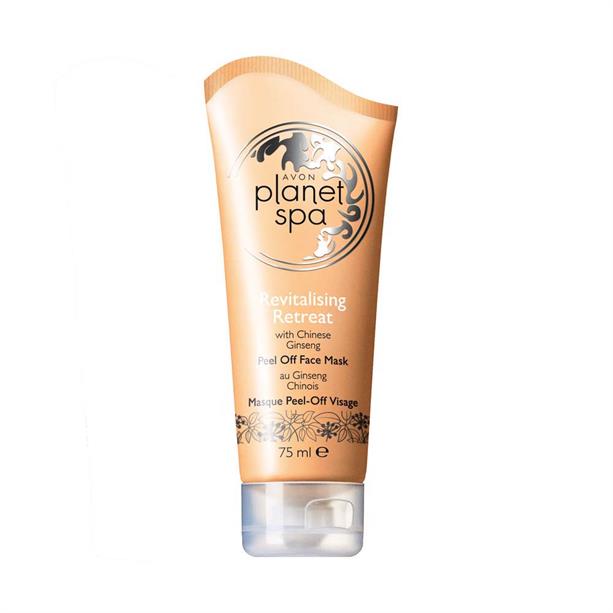 AVON
planet
spa
Revitalising
Retreat
with Chinese
Ginseng
Peel Off Face Mask
au Ginseng
Chinois
Masque Peel-Off Visage
75 ml ℮